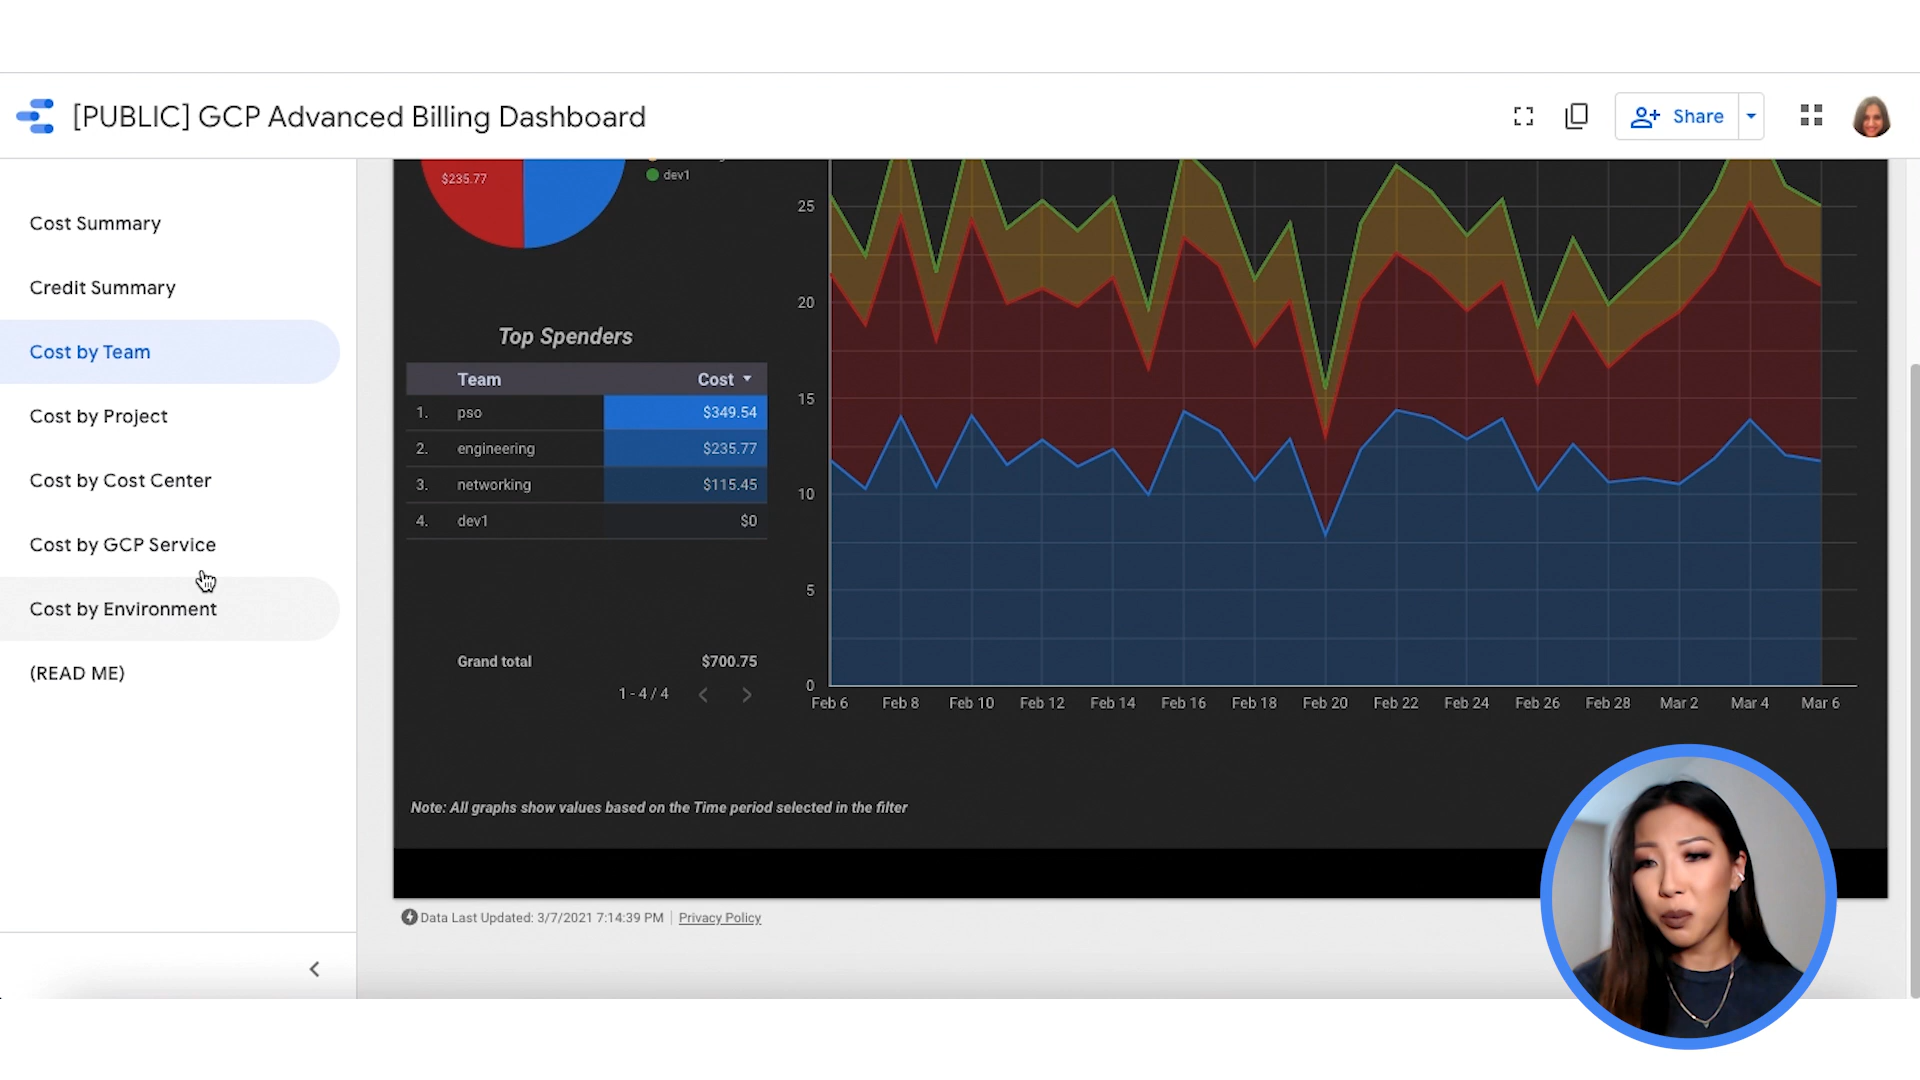 [PUBLIC] GCP Advanced Billing Dashboard
Share
Cost Summary
Credit Summary
Cost by Team
Cost by Project
Cost by Cost Center
Cost by GCP Service
Cost by Environment
(READ ME)
$235.77
dev1
Top Spenders
Team Cost
1. pso $349.54
2. engineering $235.77
3. networking $115.45
4. dev1 $0
Grand total $700.75
1 - 4 / 4
25
20
15
10
5
0
Feb 6 Feb 8 Feb 10 Feb 12 Feb 14 Feb 16 Feb 18 Feb 20 Feb 22 Feb 24 Feb 26 Feb 28 Mar 2 Mar 4 Mar 6
Note: All graphs show values based on the Time period selected in the filter
Data Last Updated: 3/7/2021 7:14:39 PM Privacy Policy